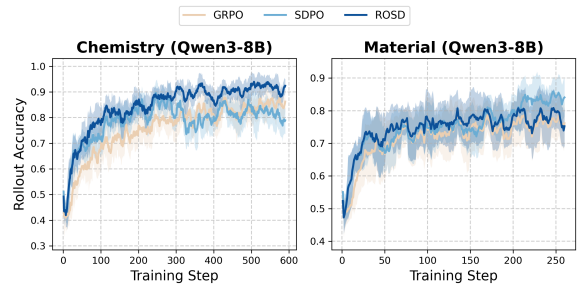 GRPO SDPO ROSD
Chemistry (Qwen3-8B)
Rollout Accuracy
1.0
0.9
0.8
0.7
0.6
0.5
0.4
0.3
0 100 200 300 400 500 600
Training Step
Material (Qwen3-8B)
0.9
0.8
0.7
0.6
0.5
0.4
0 50 100 150 200 250
Training Step